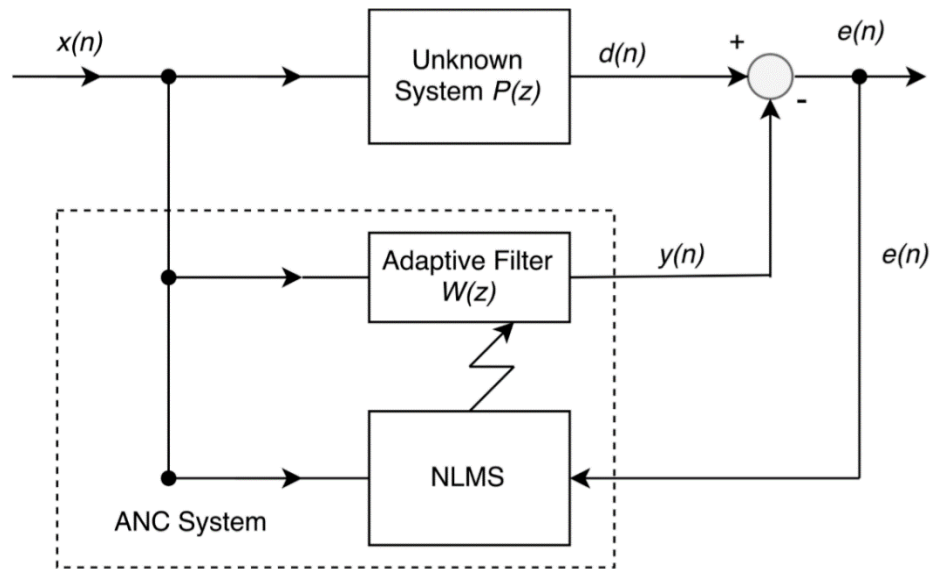 x(n)
Unknown
System P(z)
d(n)
+
-
e(n)
Adaptive Filter
W(z)
y(n)
e(n)
NLMS
ANC System